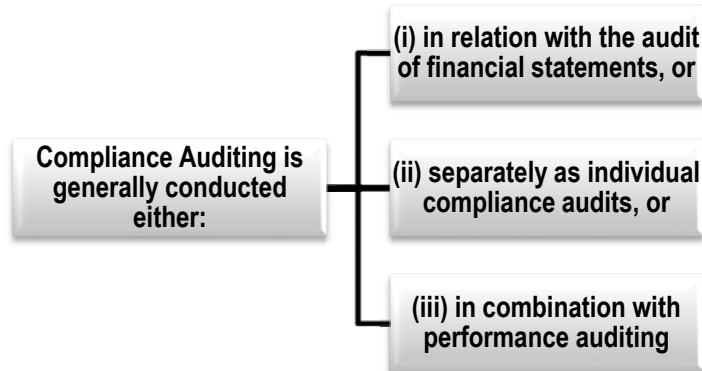 Compliance Auditing is
generally conducted
either:
(i) in relation with the audit
of financial statements, or
(ii) separately as individual
compliance audits, or
(iii) in combination with
performance auditing